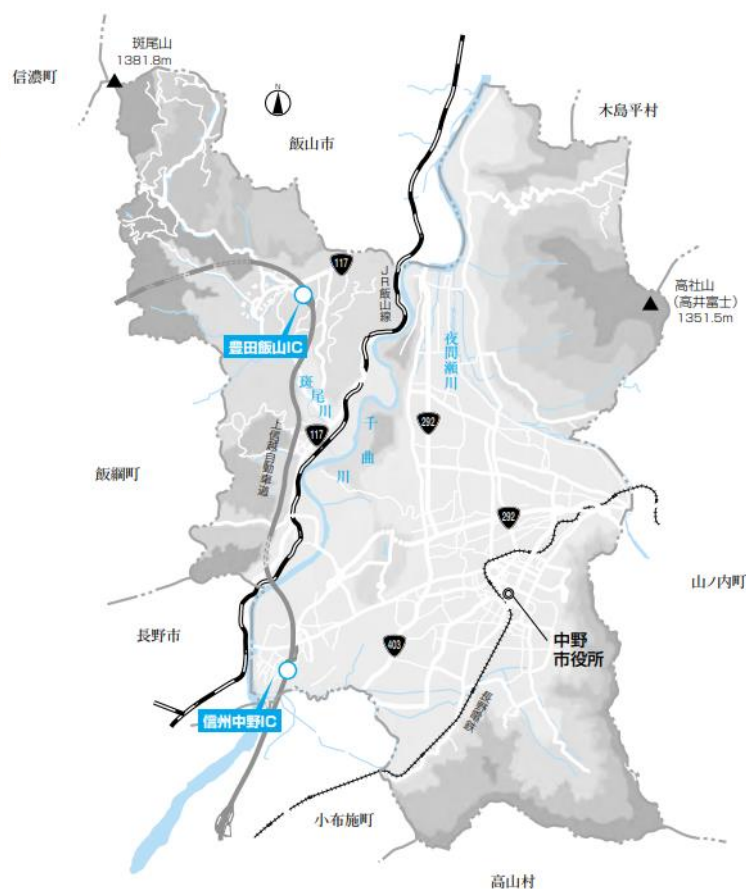 斑尾山
1381.8m
信濃町
N
木島平村
飯山市
117
JR飯山線
高社山
(高井富士)
1351.5m
豊田飯山IC
夜間瀬川
斑尾川
千曲川
292
117
上信越自動車道
飯綱町
292
山ノ内町
長野市
中野
市役所
403
信州中野IC
長野電鉄
小布施町
高山村